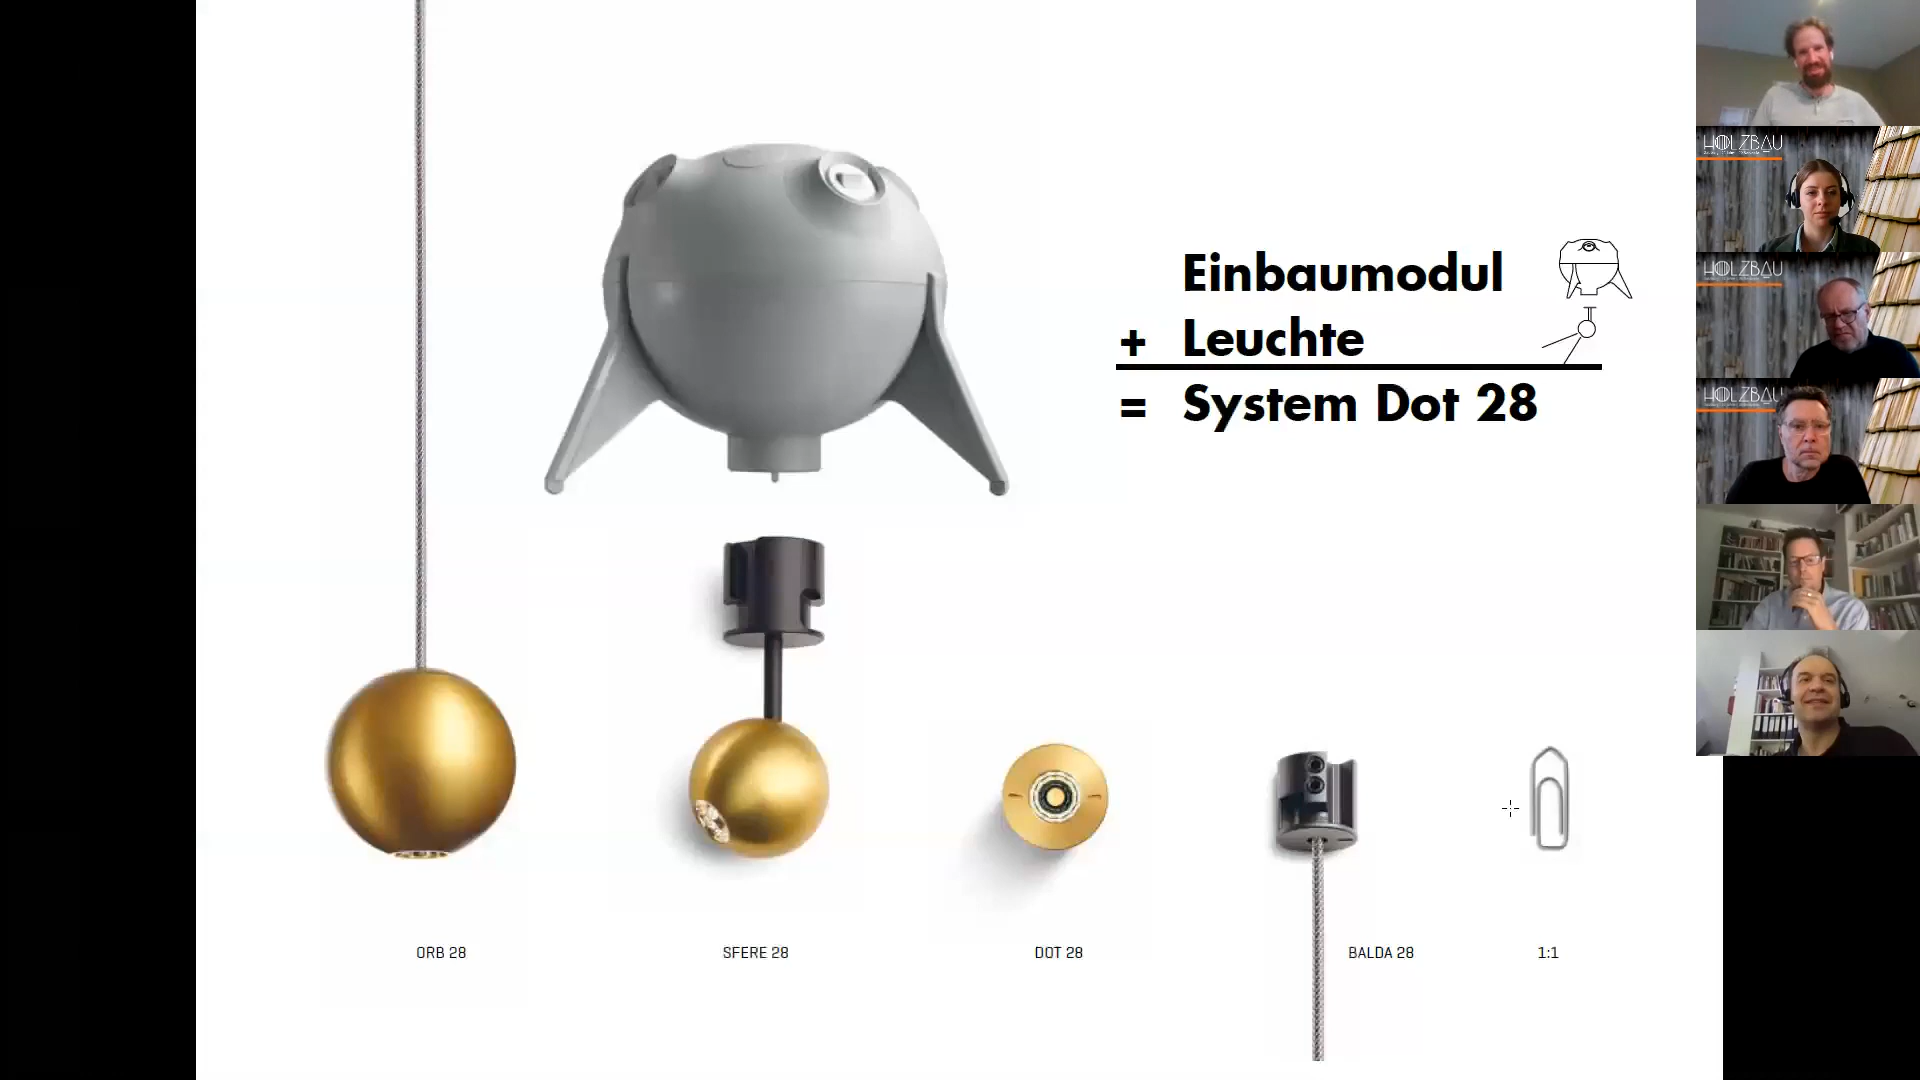 Einbaumodul
+ Leuchte
= System Dot 28
ORB 28
SFERE 28
DOT 28
BALDA 28
1:1
HOLZBAU
HOLZBAU
HOLZBAU